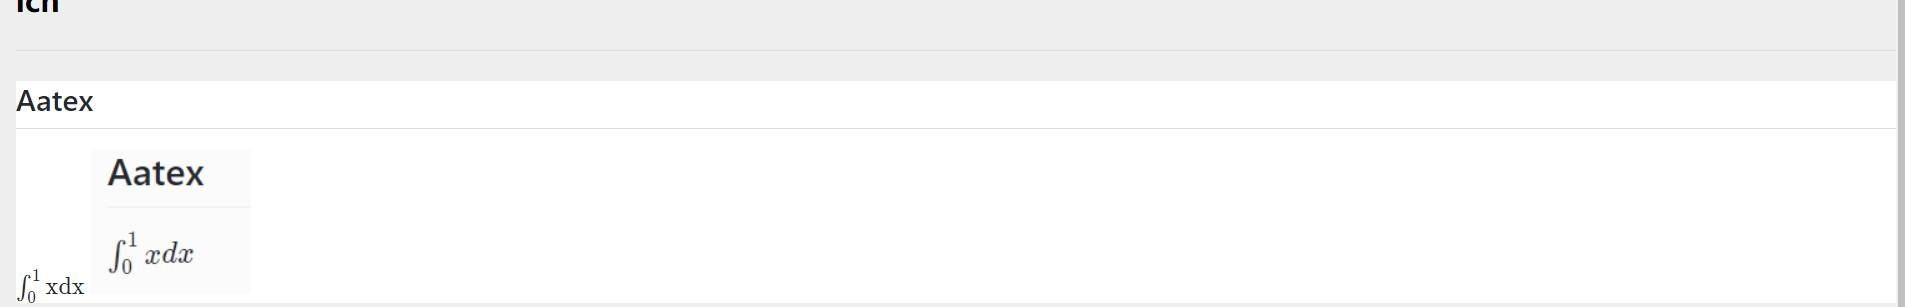 ich
Aatex
Aatex
∫₀¹ xdx
∫₀¹ xdx